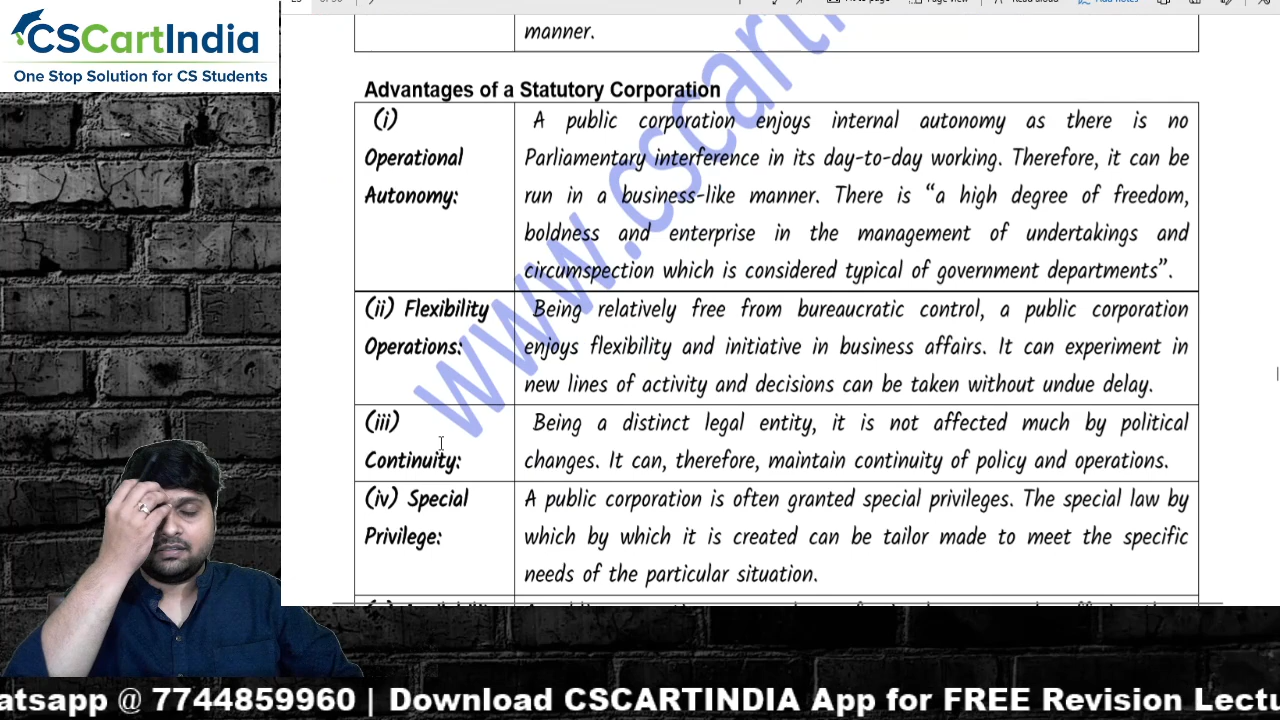 CSCartIndia
One Stop Solution for CS Students
manner.
Advantages of a Statutory Corporation
(i)
Operational
Autonomy:
A public corporation enjoys internal autonomy as there is no
Parliamentary interference in its day-to-day working. Therefore, it can be
run in a business-like manner. There is “a high degree of freedom,
boldness and enterprise in the management of undertakings and
circumspection which is considered typical of government departments”.
(ii) Flexibility
Operations:
Being relatively free from bureaucratic control, a public corporation
enjoys flexibility and initiative in business affairs. It can experiment in
new lines of activity and decisions can be taken without undue delay.
(iii)
Continuity:
Being a distinct legal entity, it is not affected much by political
changes. It can, therefore, maintain continuity of policy and operations.
(iv) Special
Privilege:
A public corporation is often granted special privileges. The special law by
which by which it is created can be tailor made to meet the specific
needs of the particular situation.
www.cscart
atsapp @ 7744859960 | Download CSCARTINDIA App for FREE Revision Lectu